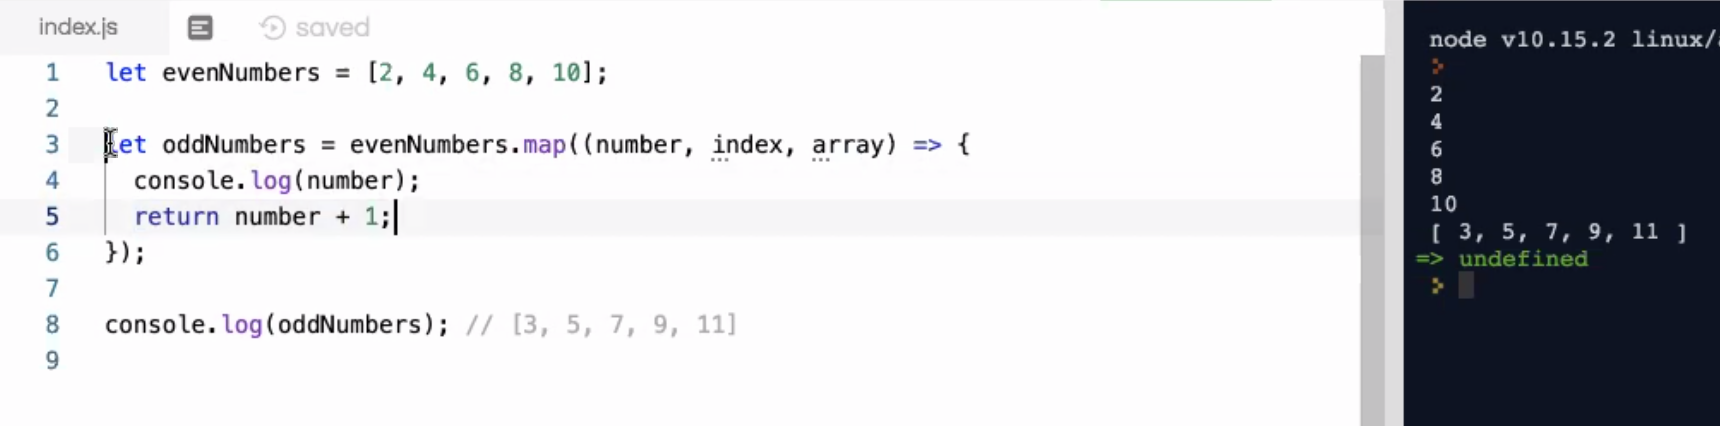 index.js saved
1 let evenNumbers = [2, 4, 6, 8, 10];
2
3 let oddNumbers = evenNumbers.map((number, index, array) => {
4 console.log(number);
5 return number + 1;
6 });
7
8 console.log(oddNumbers); // [3, 5, 7, 9, 11]
9
node v10.15.2 linux/
2
4
6
8
10
[ 3, 5, 7, 9, 11 ]
=> undefined